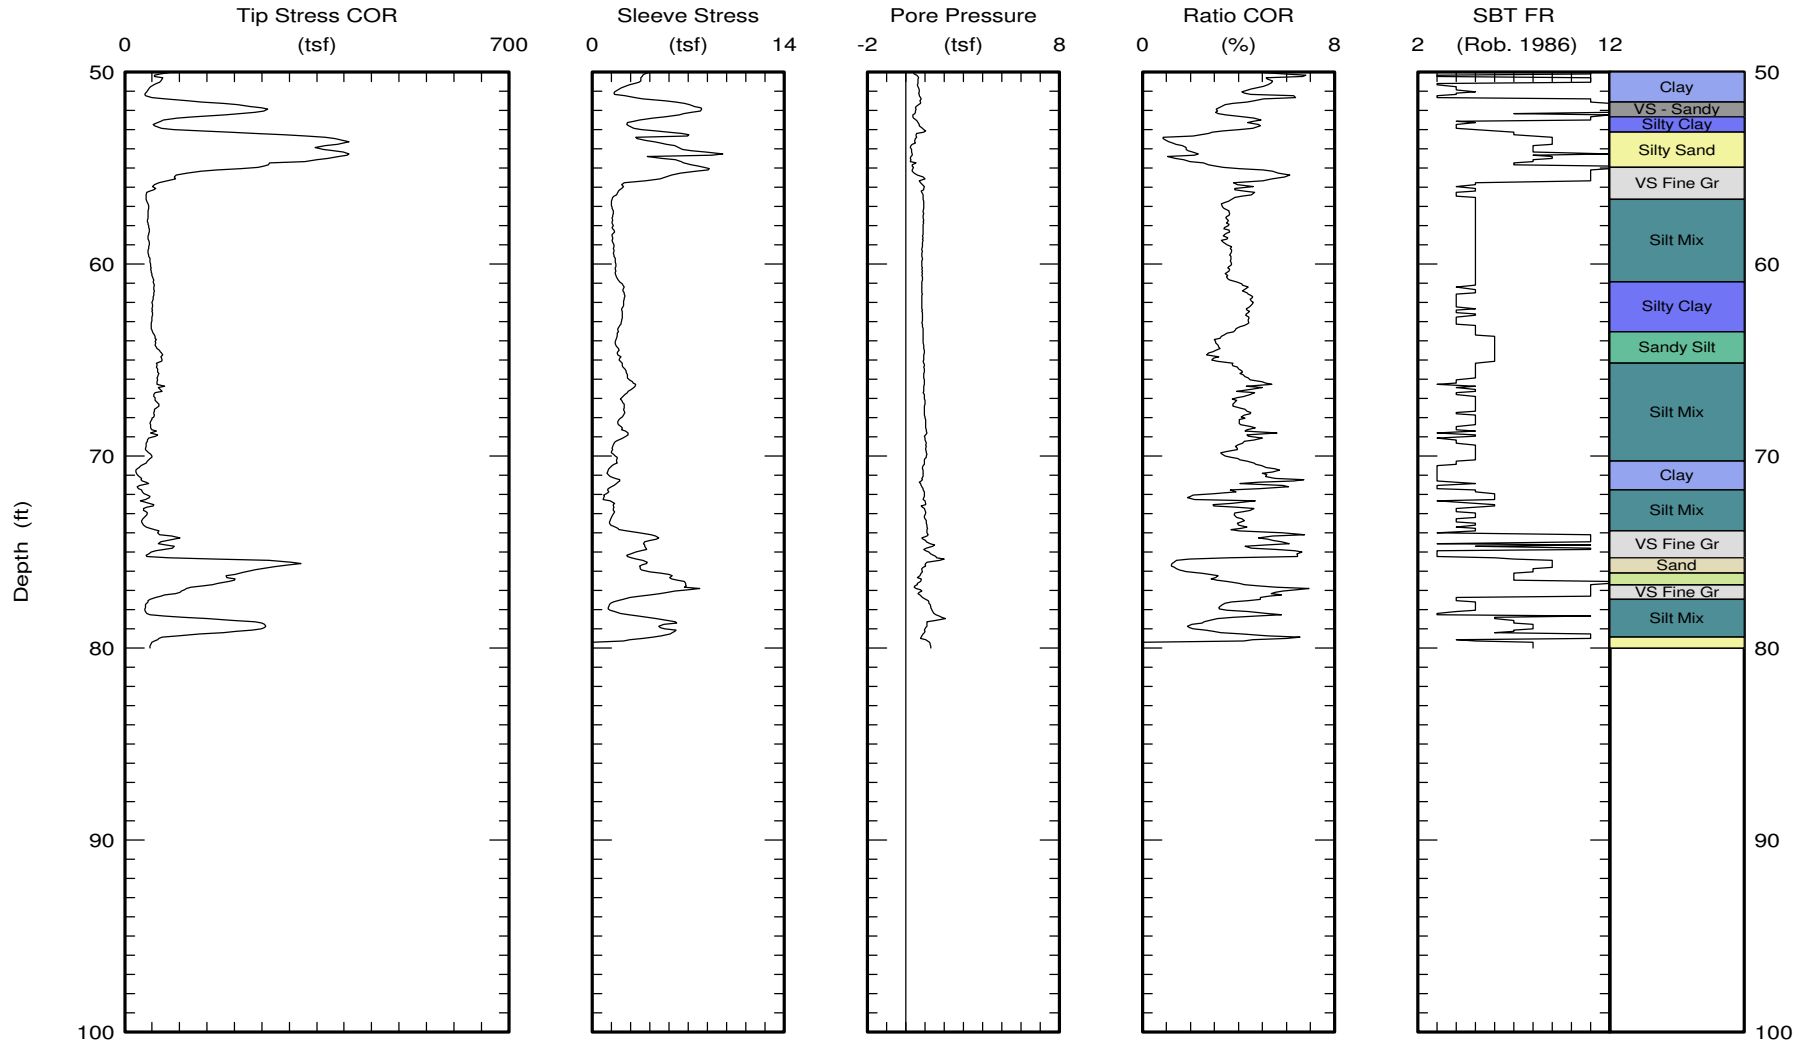 Tip Stress COR Sleeve Stress Pore Pressure Ratio COR SBT FR
0 (tsf) 700 0 (tsf) 14 -2 (tsf) 8 0 (%) 8 2 (Rob. 1986) 12
50 50
Clay
VS - Sandy
Silty Clay
Silty Sand
VS Fine Gr
Silt Mix
60 60
Silty Clay
Sandy Silt
Silt Mix
70 70
Clay
Silt Mix
VS Fine Gr
Sand
VS Fine Gr
Silt Mix
80 80
90 90
100 100
Depth (ft)